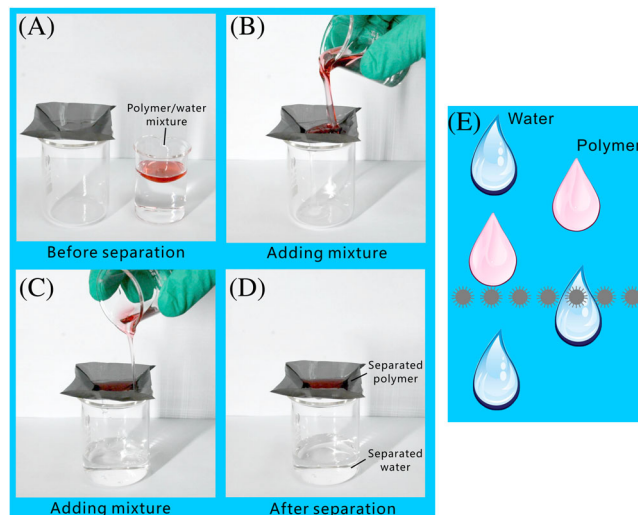 (A)
Polymer/water
mixture
Before separation
(B)
Adding mixture
(C)
Adding mixture
(D)
Separated
polymer
Separated
water
After separation
(E)
Water
Polymer